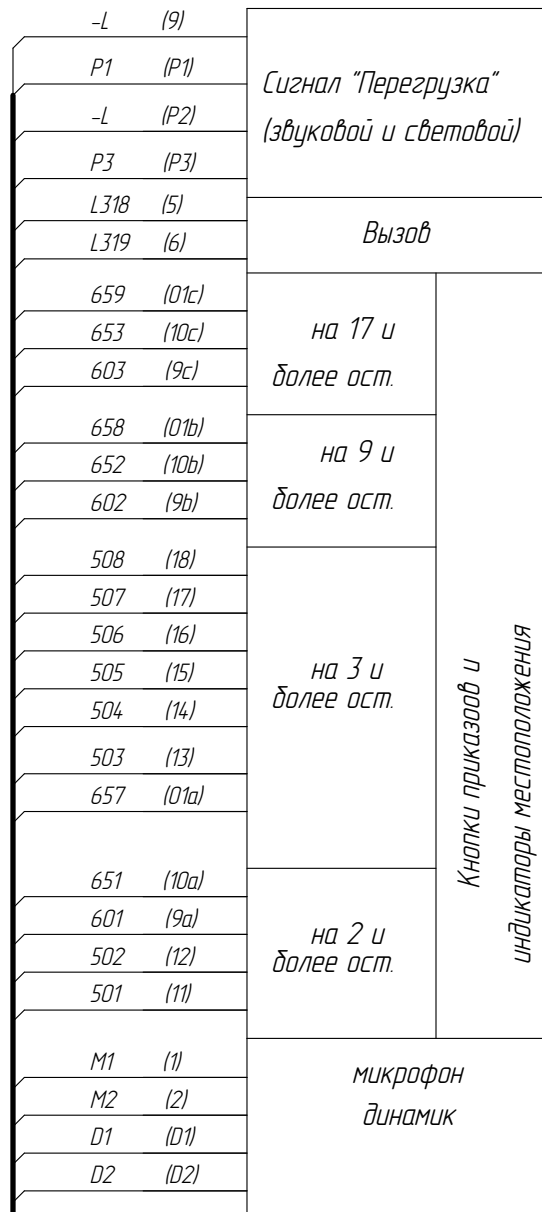 -L (9)
P1 (P1)
-L (P2)
P3 (P3)
Сигнал "Перегрузка"
(звуковой и световой)
L318 (5)
L319 (6)
Вызов
659 (01c)
653 (10c)
603 (9c)
на 17 и
более ост.
658 (01b)
652 (10b)
602 (9b)
на 9 и
более ост.
508 (18)
507 (17)
506 (16)
505 (15)
504 (14)
503 (13)
657 (01a)
на 3 и
более ост.
651 (10a)
601 (9a)
502 (12)
501 (11)
на 2 и
более ост.
Кнопки приказоов и
индикаторы местоположения
M1 (1)
M2 (2)
D1 (D1)
D2 (D2)
микрофон
динамик